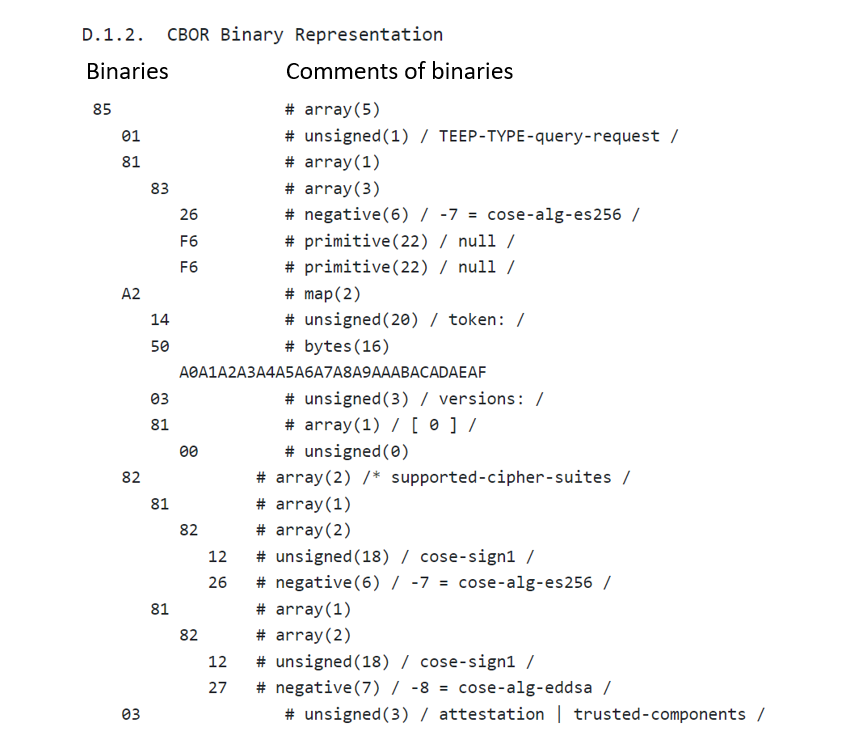 D.1.2.  CBOR Binary Representation
Binaries Comments of binaries
85 # array(5)
01 # unsigned(1) / TEEP-TYPE-query-request /
81 # array(1)
83 # array(3)
26 # negative(6) / -7 = cose-alg-es256 /
F6 # primitive(22) / null /
F6 # primitive(22) / null /
A2 # map(2)
14 # unsigned(20) / token: /
50 # bytes(16)
A0A1A2A3A4A5A6A7A8A9AAABACADAEAF
03 # unsigned(3) / versions: /
81 # array(1) / [ 0 ] /
00 # unsigned(0)
82 # array(2) /* supported-cipher-suites /
81 # array(1)
82 # array(2)
12 # unsigned(18) / cose-sign1 /
26 # negative(6) / -7 = cose-alg-es256 /
81 # array(1)
82 # array(2)
12 # unsigned(18) / cose-sign1 /
27 # negative(7) / -8 = cose-alg-eddsa /
03 # unsigned(3) / attestation | trusted-components /